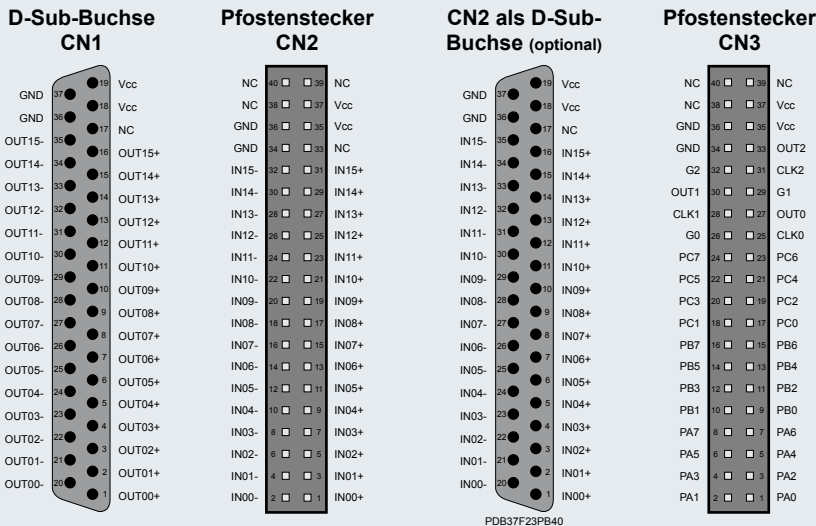 D-Sub-Buchse
CN1
19 Vcc
GND 37
18 Vcc
GND 36
17 NC
OUT15- 35
16 OUT15+
OUT14- 34
15 OUT14+
OUT13- 33
14 OUT13+
OUT12- 32
13 OUT12+
OUT11- 31
12 OUT11+
OUT10- 30
11 OUT10+
OUT09- 29
10 OUT09+
OUT08- 28
9 OUT08+
OUT07- 27
8 OUT07+
OUT06- 26
7 OUT06+
OUT05- 25
6 OUT05+
OUT04- 24
5 OUT04+
OUT03- 23
4 OUT03+
OUT02- 22
3 OUT02+
OUT01- 21
2 OUT01+
OUT00- 20
1 OUT00+
Pfostenstecker
CN2
NC 40 39 NC
NC 38 37 Vcc
GND 36 35 Vcc
GND 34 33 NC
IN15- 32 31 IN15+
IN14- 30 29 IN14+
IN13- 28 27 IN13+
IN12- 26 25 IN12+
IN11- 24 23 IN11+
IN10- 22 21 IN10+
IN09- 20 19 IN09+
IN08- 18 17 IN08+
IN07- 16 15 IN07+
IN06- 14 13 IN06+
IN05- 12 11 IN05+
IN04- 10 9 IN04+
IN03- 8 7 IN03+
IN02- 6 5 IN02+
IN01- 4 3 IN01+
IN00- 2 1 IN00+
CN2 als D-Sub-
Buchse (optional)
19 Vcc
GND 37
18 Vcc
GND 36
17 NC
IN15- 35
16 IN15+
IN14- 34
15 IN14+
IN13- 33
14 IN13+
IN12- 32
13 IN12+
IN11- 31
12 IN11+
IN10- 30
11 IN10+
IN09- 29
10 IN09+
IN08- 28
9 IN08+
IN07- 27
8 IN07+
IN06- 26
7 IN06+
IN05- 25
6 IN05+
IN04- 24
5 IN04+
IN03- 23
4 IN03+
IN02- 22
3 IN02+
IN01- 21
2 IN01+
IN00- 20
1 IN00+
PDB37F23PB40
Pfostenstecker
CN3
NC 40 39 NC
NC 38 37 Vcc
GND 36 35 Vcc
GND 34 33 OUT2
G2 32 31 CLK2
OUT1 30 29 G1
CLK1 28 27 OUT0
G0 26 25 CLK0
PC7 24 23 PC6
PC5 22 21 PC4
PC3 20 19 PC2
PC1 18 17 PC0
PB7 16 15 PB6
PB5 14 13 PB4
PB3 12 11 PB2
PB1 10 9 PB0
PA7 8 7 PA6
PA5 6 5 PA4
PA3 4 3 PA2
PA1 2 1 PA0